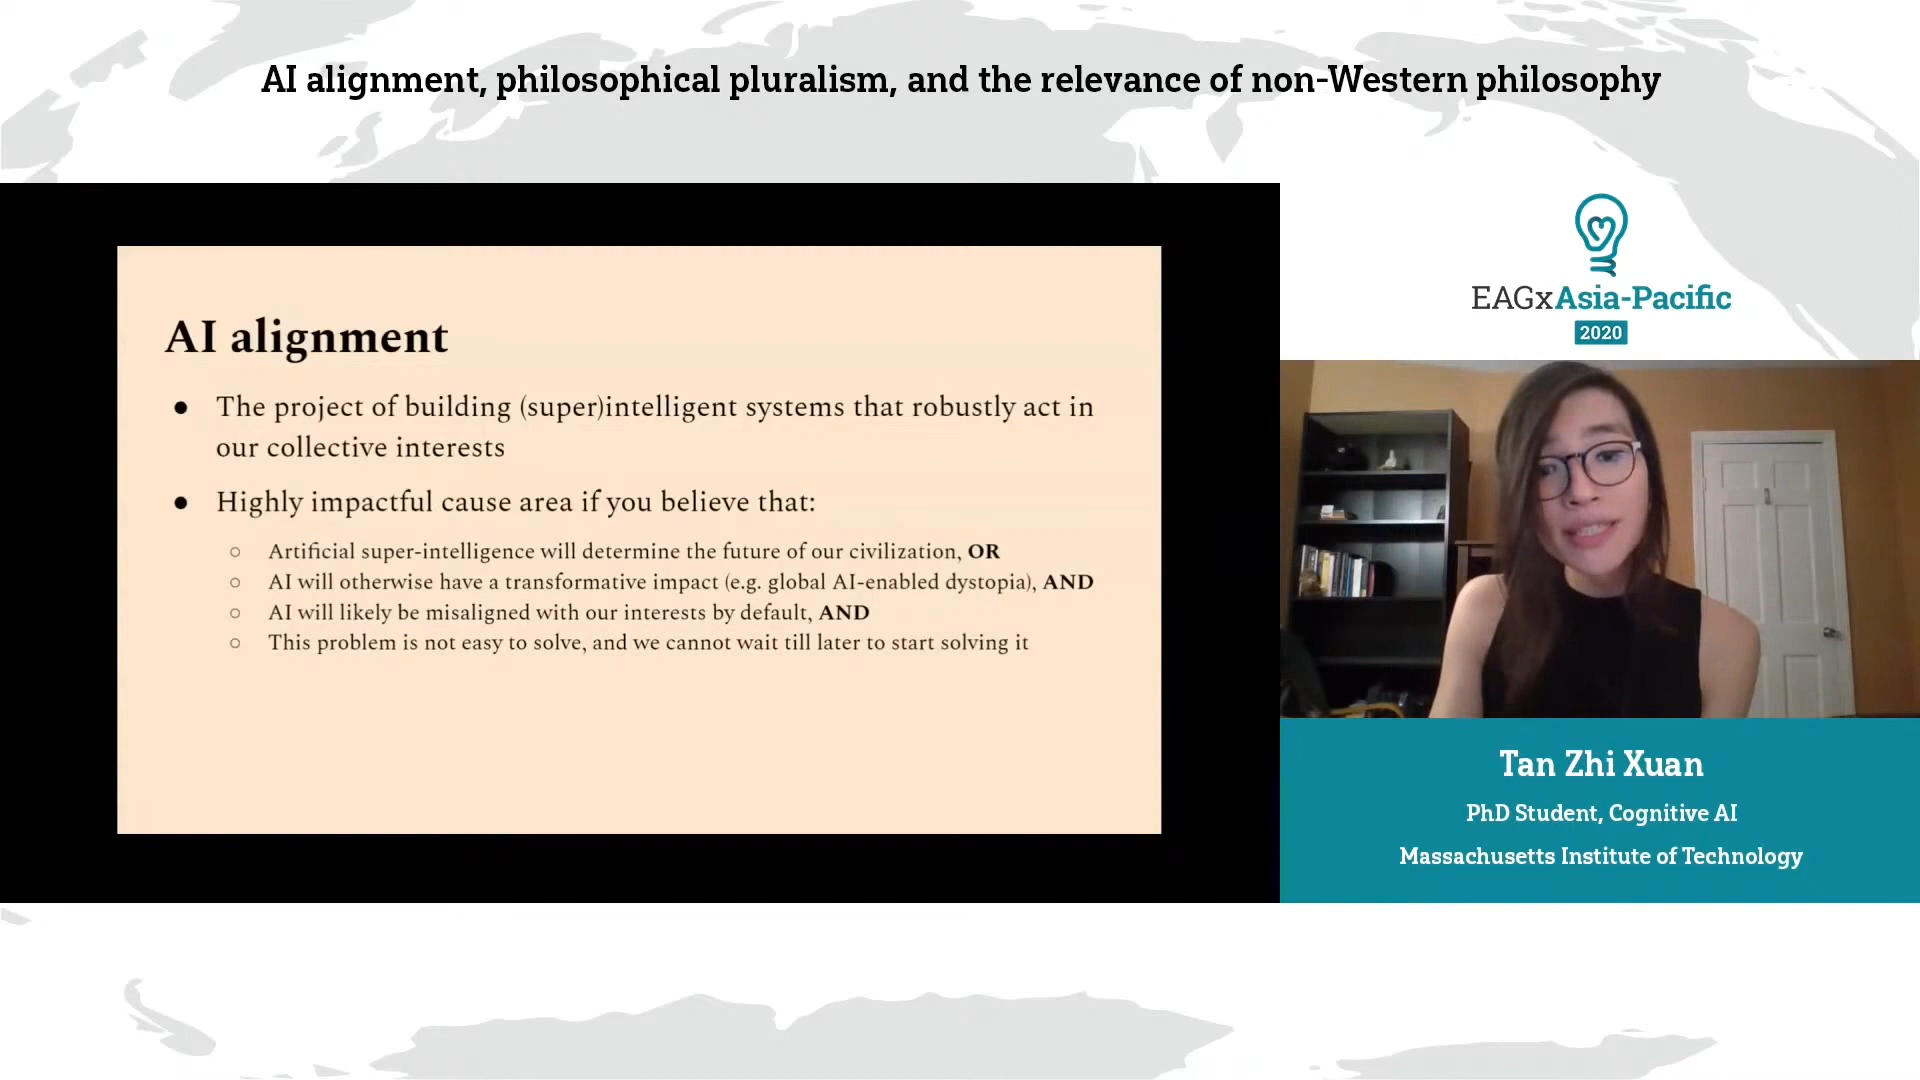 AI alignment, philosophical pluralism, and the relevance of non-Western philosophy
AI alignment
● The project of building (super)intelligent systems that robustly act in
our collective interests
● Highly impactful cause area if you believe that:
○ Artificial super-intelligence will determine the future of our civilization, OR
○ AI will otherwise have a transformative impact (e.g. global AI-enabled dystopia), AND
○ AI will likely be misaligned with our interests by default, AND
○ This problem is not easy to solve, and we cannot wait till later to start solving it
EAGxAsia-Pacific
2020
Tan Zhi Xuan
PhD Student, Cognitive AI
Massachusetts Institute of Technology